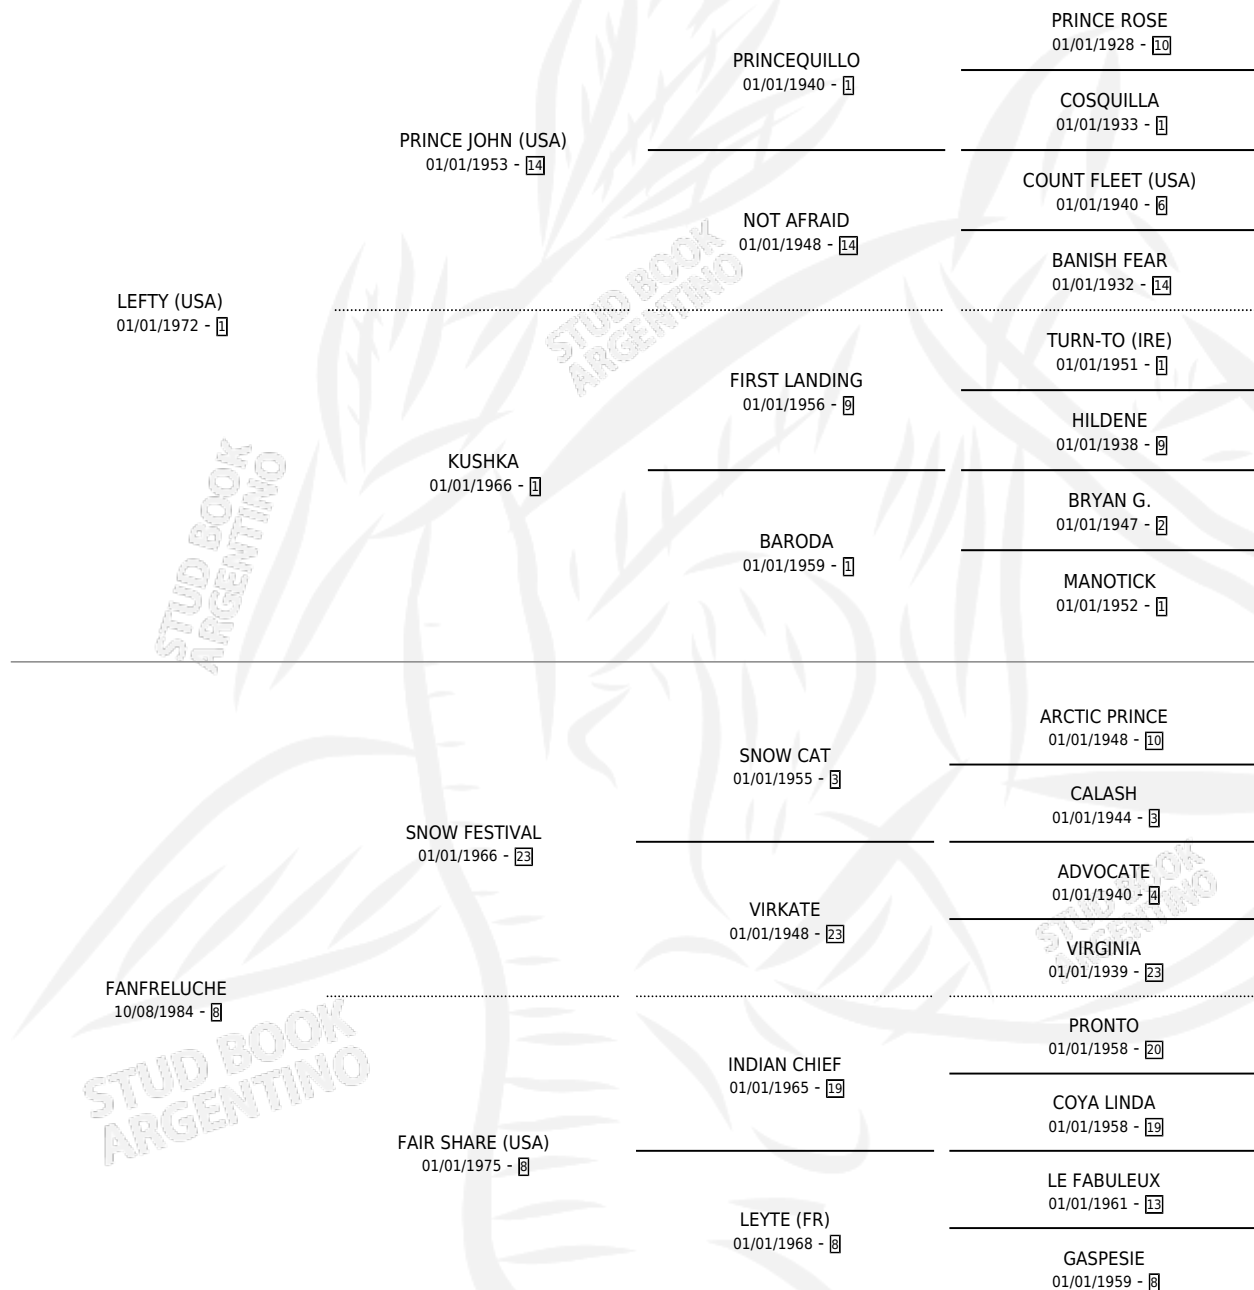 PRINCE ROSE
01/01/1928 - 10
PRINCEQUILLO
01/01/1940 - 1
COSQUILLA
01/01/1933 - 1
PRINCE JOHN (USA)
01/01/1953 - 14
COUNT FLEET (USA)
01/01/1940 - 6
NOT AFRAID
01/01/1948 - 14
BANISH FEAR
01/01/1932 - 14
LEFTY (USA)
01/01/1972 - 1
STUD BOOK
ARGENTINO
TURN-TO (IRE)
01/01/1951 - 1
FIRST LANDING
01/01/1956 - 9
HILDENE
01/01/1938 - 9
KUSHKA
01/01/1966 - 1
BRYAN G.
01/01/1947 - 2
BARODA
01/01/1959 - 1
MANOTICK
01/01/1952 - 1
STUD BOOK
ARGENTINO
ARCTIC PRINCE
01/01/1948 - 10
SNOW CAT
01/01/1955 - 3
CALASH
01/01/1944 - 3
SNOW FESTIVAL
01/01/1966 - 23
ADVOCATE
01/01/1940 - 4
VIRKATE
01/01/1948 - 23
STUD BOOK
ARGENTINO
VIRGINIA
01/01/1939 - 23
FANFRELUCHE
10/08/1984 - 8
STUD BOOK
ARGENTINO
PRONTO
01/01/1958 - 20
INDIAN CHIEF
01/01/1965 - 19
COYA LINDA
01/01/1958 - 19
FAIR SHARE (USA)
01/01/1975 - 8
LE FABULEUX
01/01/1961 - 13
LEYTE (FR)
01/01/1968 - 8
GASPESIE
01/01/1959 - 8